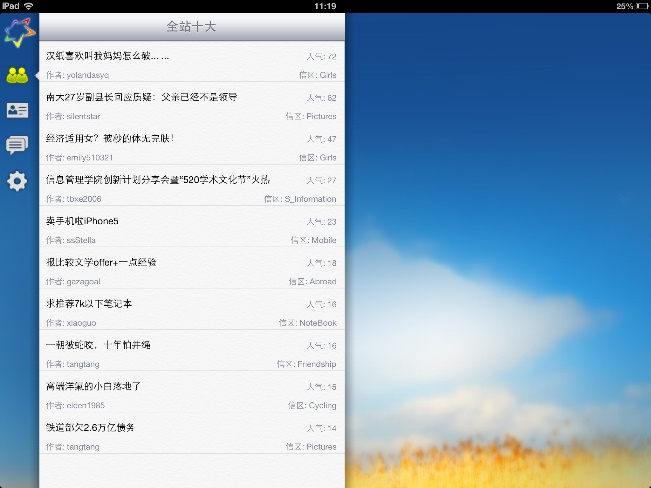 iPad 11:19 25%
全站十大
汉纸喜欢叫我妈妈怎么破... ... 人气: 72
作者: yolandasyq 信区: Girls
南大27岁副县长回应质疑：父亲已经不是领导 人气: 62
作者: silentstar 信区: Pictures
经济适用女？被秒的体无完肤！ 人气: 47
作者: emily510321 信区: Girls
信息管理学院创新计划分享会暨“520学术文化节”火热 人气: 27
作者: tbxe2006 信区: S_Information
卖手机啦iPhone5 人气: 23
作者: ssStella 信区: Mobile
报比较文学offer+一点经验 人气: 18
作者: gezagoal 信区: Abroad
求推荐7k以下笔记本 人气: 16
作者: xiaoguo 信区: NoteBook
一朝被蛇咬，十年怕井绳 人气: 16
作者: tangtang 信区: Friendship
高端洋氣的小白落地了 人气: 15
作者: elcen1985 信区: Cycling
铁道部欠2.6万亿债务 人气: 14
作者: tangtang 信区: Pictures